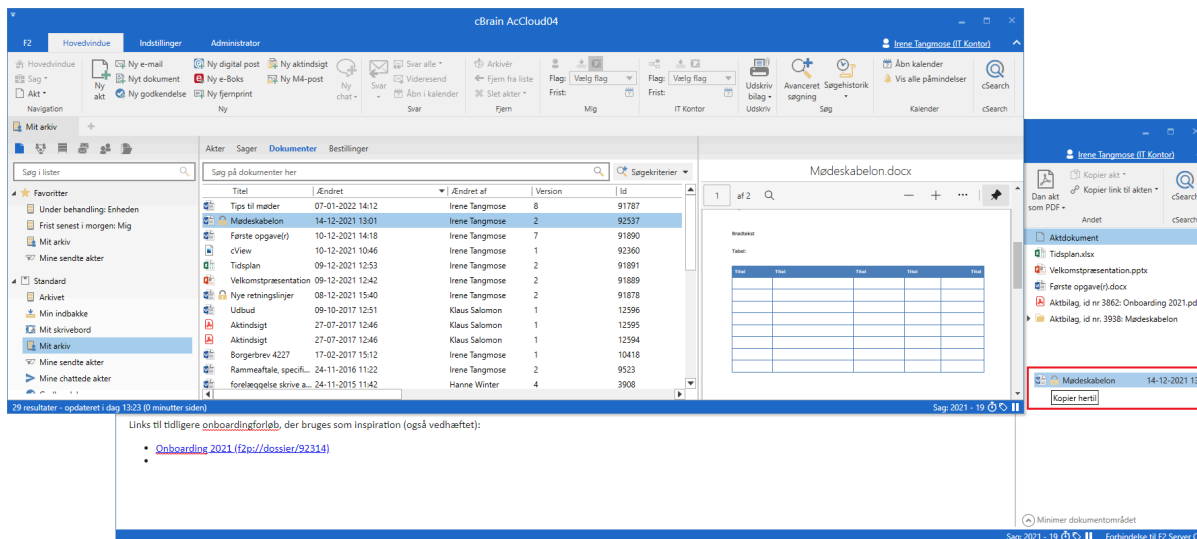 cBrain AcCloud04
F2 Hovedvindue Indstillinger Administrator Irene Tangmose (IT Kontor)
Hovedvindue
Sag
Akt
Navigation
Ny akt
Ny e-mail
Nyt dokument
Ny godkendelse
Ny digital post
Ny e-Boks
Ny fjernprint
Ny aktindsigt
Ny M4-post
Ny chat
Ny
Svar
Svar alle
Videresend
Åbn i kalender
Svar
Arkivér
Fjern fra liste
Slet akter
Fjern
Flag: Vælg flag
Frist:
Mig
Flag: Vælg flag
Frist:
IT Kontor
Udskriv bilag
Udskriv
Avanceret søgning
Søgehistorik
Søg
Åbn kalender
Vis alle påmindelser
Kalender
cSearch
cSearch
Mit arkiv
Søg i lister
Favoritter
Under behandling: Enheden
Frist senest i morgen: Mig
Mit arkiv
Mine sendte akter
Standard
Arkivet
Min indbakke
Mit skrivebord
Mit arkiv
Mine sendte akter
Mine chattede akter
Akter Sager Dokumenter Bestillinger
Søg på dokumenter her Søgekriterier
Titel Ændret Ændret af Version Id
Tips til møder 07-01-2022 14:12 Irene Tangmose 8 91787
Mødeskabelon 14-12-2021 13:01 Irene Tangmose 2 92537
Første opgave(r) 10-12-2021 14:18 Irene Tangmose 7 91890
cView 10-12-2021 10:46 Irene Tangmose 1 92360
Tidsplan 09-12-2021 12:53 Irene Tangmose 2 91891
Velkomstpræsentation 09-12-2021 12:42 Irene Tangmose 2 91889
Nye retningslinjer 08-12-2021 15:40 Irene Tangmose 2 91878
Udbud 09-10-2017 12:51 Klaus Salomon 1 12596
Aktindsigt 27-07-2017 12:46 Klaus Salomon 1 12595
Aktindsigt 27-07-2017 12:46 Klaus Salomon 1 12594
Borgerbrev 4227 17-02-2017 15:12 Irene Tangmose 1 10418
Rammeaftale, specifi... 24-11-2016 11:22 Irene Tangmose 2 9523
forelæggelse skrive a... 24-11-2015 11:42 Hanne Winter 4 3908
Mødeskabelon.docx
1 af 2
Brødtekst
Tabel:
Titel Titel Titel Titel Titel
29 resultater - opdateret i dag 13:23 (0 minutter siden) Sag: 2021 - 19
Irene Tangmose (IT Kontor)
Dan akt som PDF
Kopier akt
Kopier link til akten
Andet
cSearch
cSearch
Aktdokument
Tidsplan.xlsx
Velkomstpræsentation.pptx
Første opgave(r).docx
Aktbilag, id nr 3862: Onboarding 2021.pd
Aktbilag, id nr. 3938: Mødeskabelon
Mødeskabelon 14-12-2021 13
Kopier hertil
Links til tidligere onboardingforløb, der bruges som inspiration (også vedhæftet):
Onboarding 2021 (f2p://dossier/92314)
Minimer dokumentområdet
Sag: 2021 - 19 Forbindelse til F2 Server O